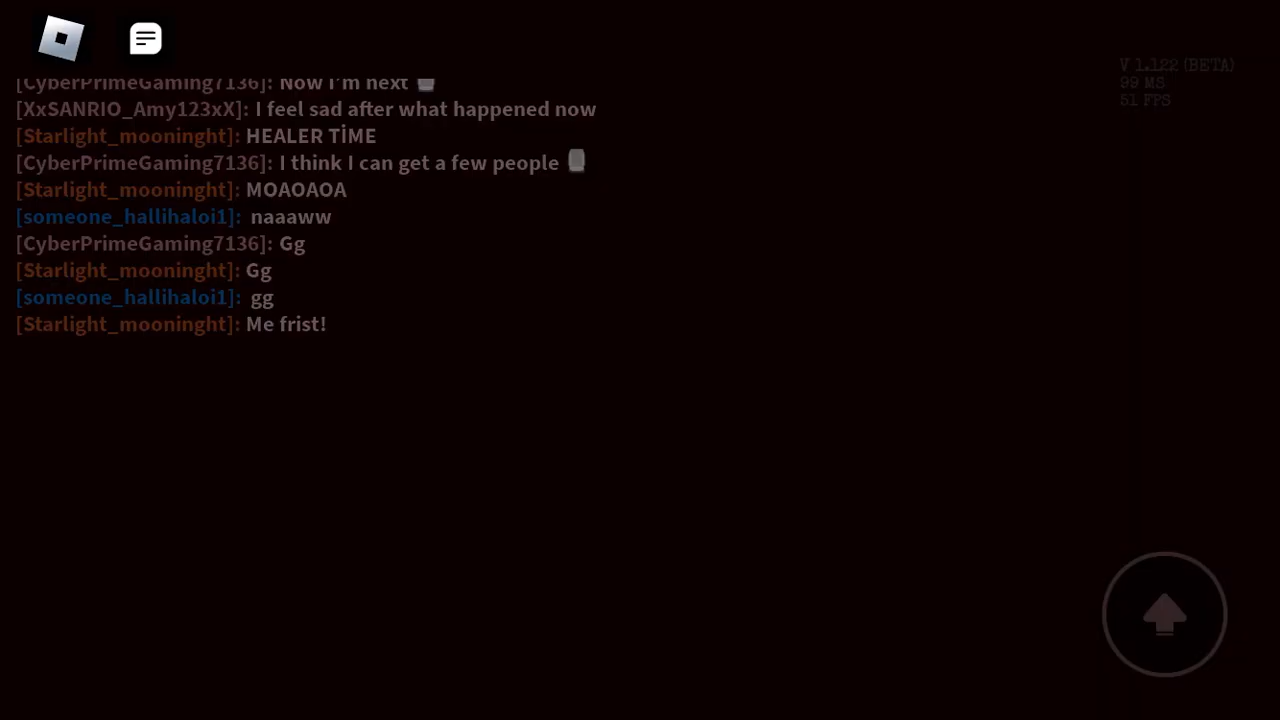 [CyberPrimeGaming7136]: Now I'm next
[XxSANRIO_Amy123xX]: I feel sad after what happened now
[Starlight_mooninght]: HEALER TİME
[CyberPrimeGaming7136]: I think I can get a few people
[Starlight_mooninght]: MOAOAOA
[someone_hallihaloi1]: naaaww
[CyberPrimeGaming7136]: Gg
[Starlight_mooninght]: Gg
[someone_hallihaloi1]: gg
[Starlight_mooninght]: Me frist!
V 1.122 (BETA)
99 MS
51 FPS